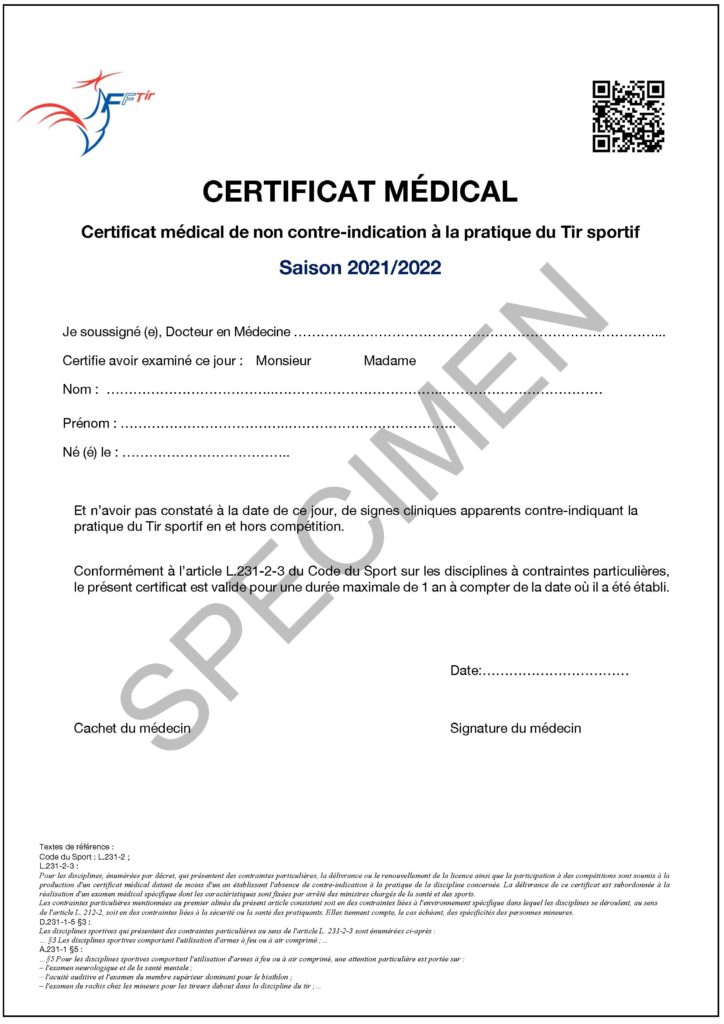 FFTir
CERTIFICAT MÉDICAL
Certificat médical de non contre-indication à la pratique du Tir sportif
Saison 2021/2022
Je soussigné (e), Docteur en Médecine ……………………………………………………………………………...
Certifie avoir examiné ce jour : Monsieur Madame
Nom : ………………………………..…………………………………………………………………
Prénom : ………………………………..………………………………..
Né (é) le : ………………………………..
Et n’avoir pas constaté à la date de ce jour, de signes cliniques apparents contre-indiquant la
pratique du Tir sportif en et hors compétition.
Conformément à l’article L.231-2-3 du Code du Sport sur les disciplines à contraintes particulières,
le présent certificat est valide pour une durée maximale de 1 an à compter de la date où il a été établi.
SPECIMEN
Date:……………………………
Cachet du médecin Signature du médecin
Textes de référence :
Code du Sport : L.231-2 ;
L.231-2-3 :
Pour les disciplines, énumérées par décret, qui présentent des contraintes particulières, la délivrance ou le renouvellement de la licence ainsi que la participation à des compétitions sont soumis à la
production d'un certificat médical datant de moins d'un an établissant l'absence de contre-indication à la pratique de la discipline concernée. La délivrance de ce certificat est subordonnée à la
réalisation d'un examen médical spécifique dont les caractéristiques sont fixées par arrêté des ministres chargés de la santé et des sports.
Les contraintes particulières mentionnées au premier alinéa du présent article consistent soit en des contraintes liées à l'environnement spécifique dans lequel les disciplines se déroulent, au sens
de l'article L. 212-2, soit en des contraintes liées à la sécurité ou la santé des pratiquants. Elles tiennent compte, le cas échéant, des spécificités des personnes mineures.
D.231-1-5 §3 :
Les disciplines sportives qui présentent des contraintes particulières au sens de l'article L. 231-2-3 sont énumérées ci-après :
… §3 Les disciplines sportives comportant l'utilisation d'armes à feu ou à air comprimé ; ...
A.231-1 §5 :
…§5 Pour les disciplines sportives comportant l'utilisation d'armes à feu ou à air comprimé, une attention particulière est portée sur :
– l'examen neurologique et de la santé mentale ;
– l'acuité auditive et l'examen du membre supérieur dominant pour le biathlon ;
– l'examen du rachis chez les mineurs pour les tireurs debout dans la discipline du tir ; ...